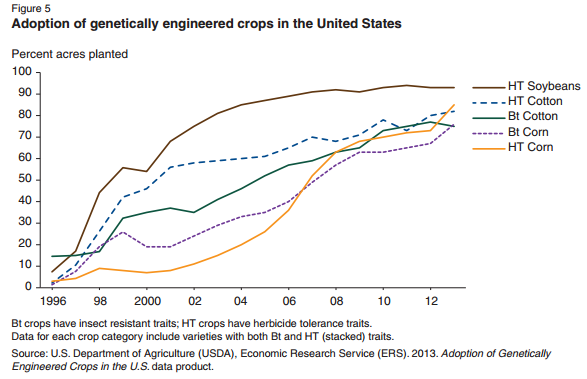 Figure 5
Adoption of genetically engineered crops in the United States
Percent acres planted
100
90
80
70
60
50
40
30
20
10
0
1996 98 2000 02 04 06 08 10 12
HT Soybeans
HT Cotton
Bt Cotton
Bt Corn
HT Corn
Bt crops have insect resistant traits; HT crops have herbicide tolerance traits.
Data for each crop category include varieties with both Bt and HT (stacked) traits.
Source: U.S. Department of Agriculture (USDA), Economic Research Service (ERS). 2013. Adoption of Genetically
Engineered Crops in the U.S. data product.